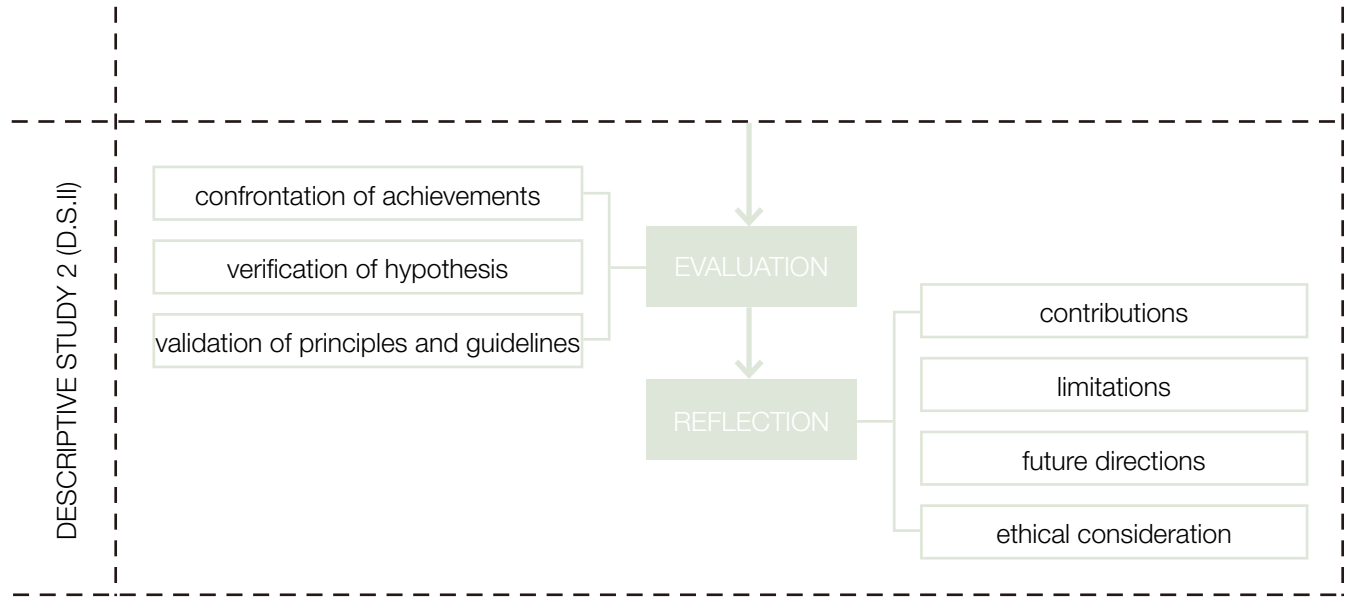 DESCRIPTIVE STUDY 2 (D.S.II)
confrontation of achievements
verification of hypothesis
validation of principles and guidelines
EVALUATION
REFLECTION
contributions
limitations
future directions
ethical consideration